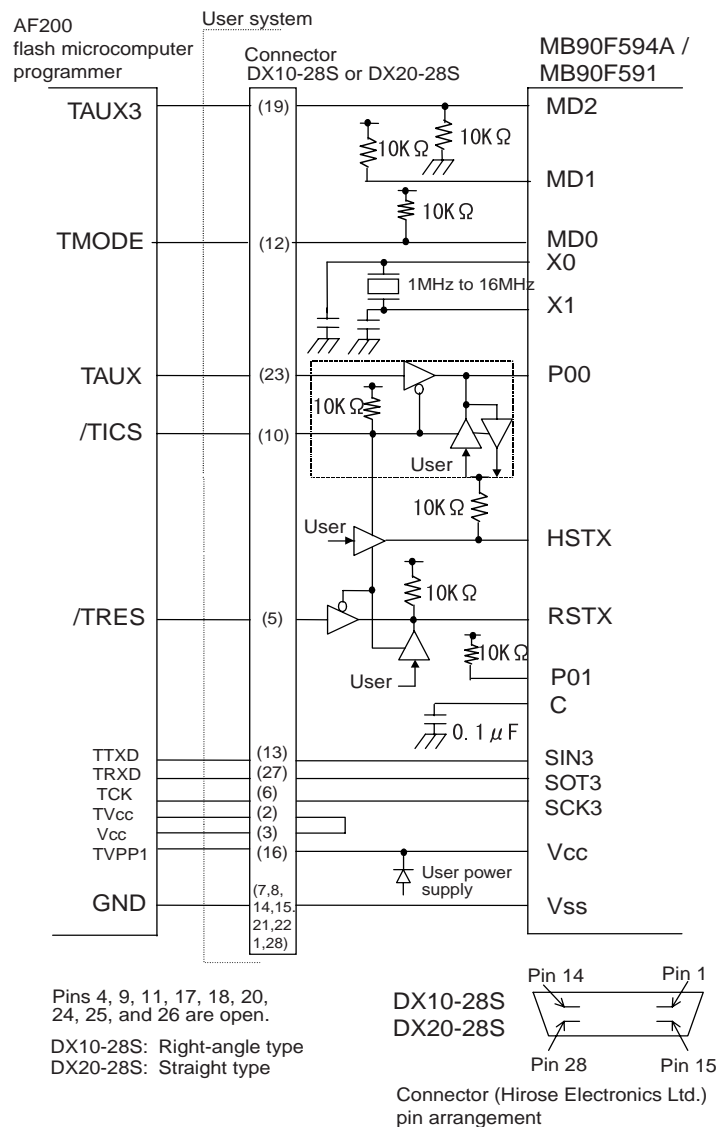 AF200
flash microcomputer
programmer
User system
Connector
DX10-28S or DX20-28S
MB90F594A /
MB90F591
TAUX3
(19)
MD2
10KΩ
10KΩ
MD1
10KΩ
TMODE
(12)
MD0
X0
1MHz to 16MHz
X1
TAUX
(23)
P00
10KΩ
/TICS
(10)
User
10KΩ
User
HSTX
10KΩ
/TRES
(5)
RSTX
10KΩ
User
P01
C
0.1μF
TTXD
(13)
SIN3
TRXD
(27)
SOT3
TCK
(6)
SCK3
TVcc
(2)
Vcc
(3)
TVPP1
(16)
Vcc
User power
supply
GND
(7,8,
14,15.
21,22
1,28)
Vss
Pins 4, 9, 11, 17, 18, 20,
24, 25, and 26 are open.
DX10-28S: Right-angle type
DX20-28S: Straight type
DX10-28S
DX20-28S
Pin 14
Pin 1
Pin 28
Pin 15
Connector (Hirose Electronics Ltd.)
pin arrangement